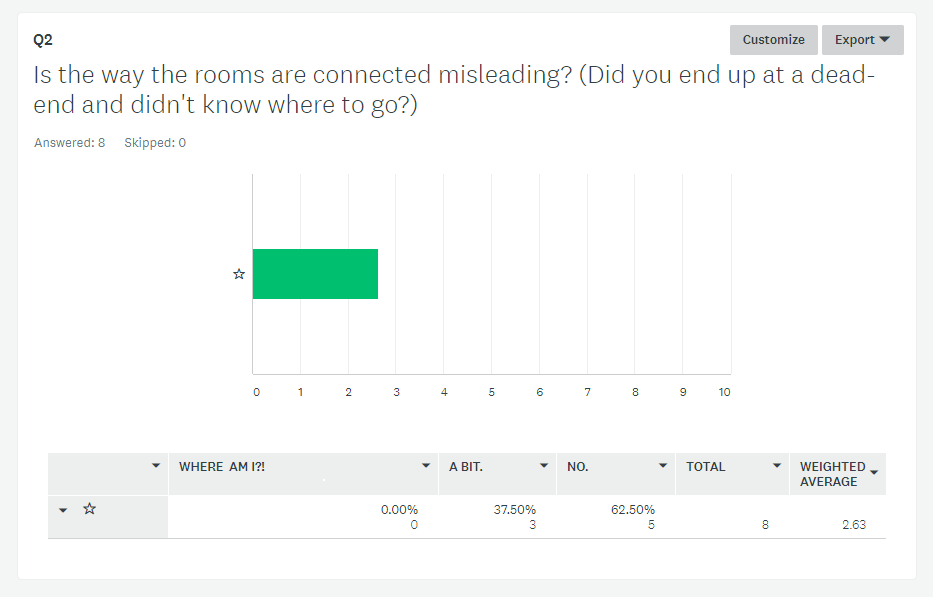 Q2
Customize
Export
Is the way the rooms are connected misleading? (Did you end up at a dead-
end and didn't know where to go?)
Answered: 8 Skipped: 0
0 1 2 3 4 5 6 7 8 9 10
WHERE AM I?! A BIT. NO. TOTAL WEIGHTED
AVERAGE
0.00% 37.50% 62.50%
0 3 5 8 2.63